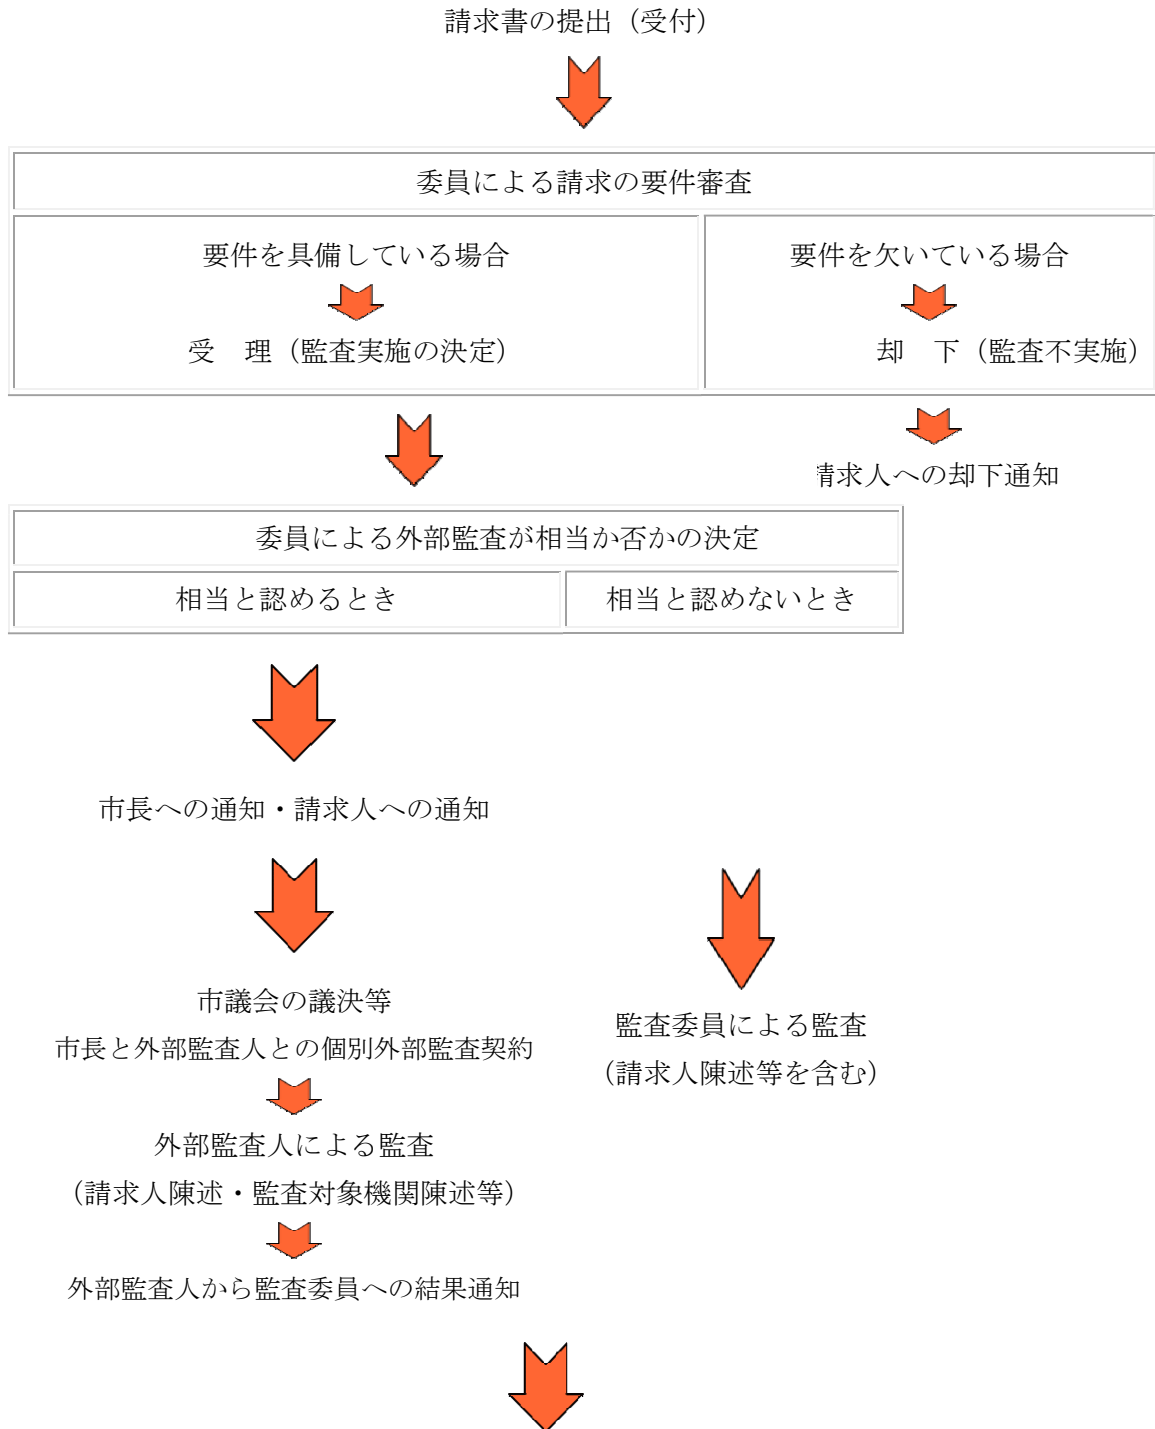 請求書の提出（受付）
委員による請求の要件審査
要件を具備している場合
要件を欠いている場合
受　理（監査実施の決定）
却　下（監査不実施）
請求人への却下通知
委員による外部監査が相当か否かの決定
相当と認めるとき
相当と認めないとき
市長への通知・請求人への通知
市議会の議決等
市長と外部監査人との個別外部監査契約
監査委員による監査
（請求人陳述等を含む）
外部監査人による監査
（請求人陳述・監査対象機関陳述等）
外部監査人から監査委員への結果通知